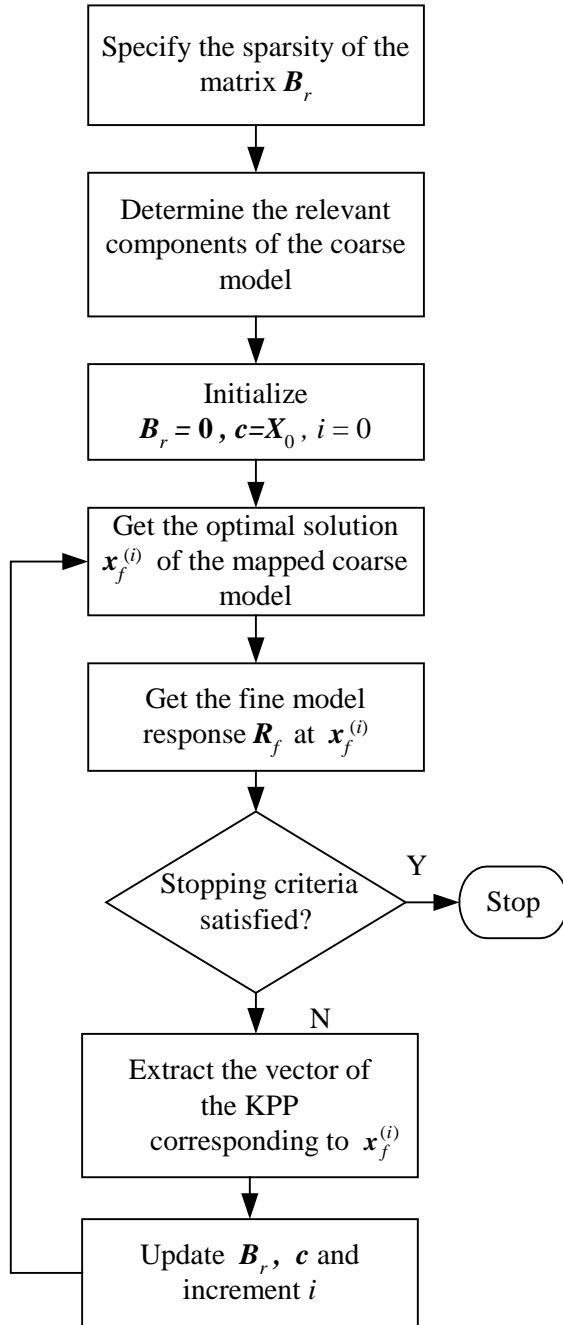 Specify the sparsity of the
matrix B_r
Determine the relevant
components of the coarse
model
Initialize
B_r = 0 , c=X_0 , i = 0
Get the optimal solution
x_f^(i) of the mapped coarse
model
Get the fine model
response R_f at x_f^(i)
Stopping criteria
satisfied?
Y
Stop
N
Extract the vector of
the KPP
corresponding to x_f^(i)
Update B_r, c and
increment i